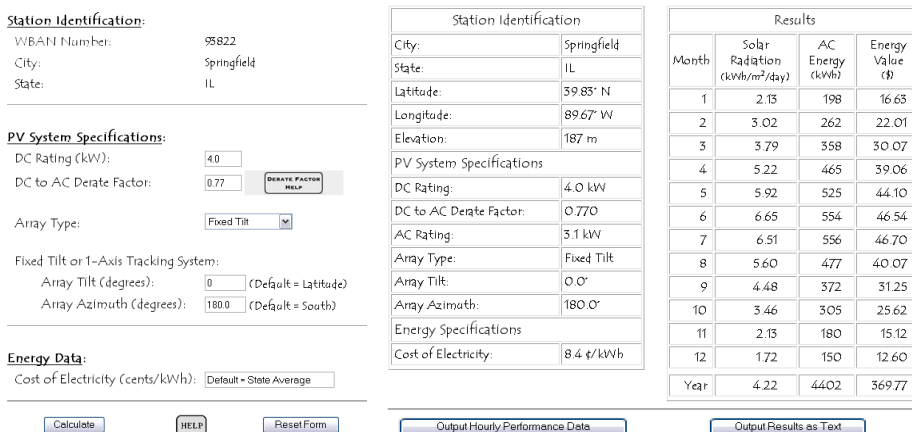 Station Identification:
WBAN Number: 93822
City: Springfield
State: IL
PV System Specifications:
DC Rating (kW): 4.0
DC to AC Derate Factor: 0.77 DERATE FACTOR HELP
Array Type: Fixed Tilt
Fixed Tilt or 1-Axis Tracking System:
Array Tilt (degrees): 0 (Default = Latitude)
Array Azimuth (degrees): 180.0 (Default = South)
Energy Data:
Cost of Electricity (cents/kWh): Default = State Average
Calculate HELP Reset Form
Station Identification
City: Springfield
State: IL
Latitude: 39.83° N
Longitude: 89.67° W
Elevation: 187 m
PV System Specifications
DC Rating: 4.0 kW
DC to AC Derate Factor: 0.770
AC Rating: 3.1 kW
Array Type: Fixed Tilt
Array Tilt: 0.0°
Array Azimuth: 180.0°
Energy Specifications
Cost of Electricity: 8.4 ¢/kWh
Output Hourly Performance Data
Results
Month Solar Radiation (kWh/m²/day) AC Energy (kWh) Energy Value ($)
1 2.13 198 16.63
2 3.02 262 22.01
3 3.79 358 30.07
4 5.22 465 39.06
5 5.92 525 44.10
6 6.65 554 46.54
7 6.51 556 46.70
8 5.60 477 40.07
9 4.48 372 31.25
10 3.46 305 25.62
11 2.13 180 15.12
12 1.72 150 12.60
Year 4.22 4402 369.77
Output Results as Text